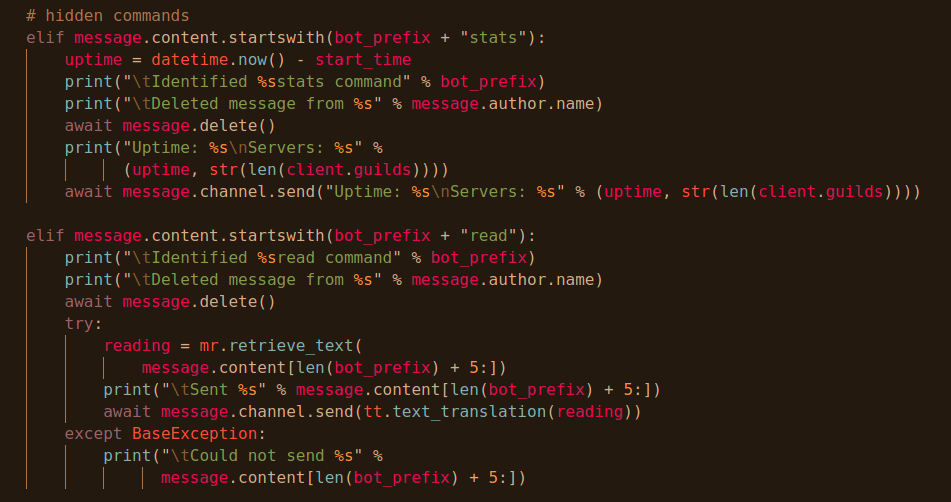 # hidden commands
elif message.content.startswith(bot_prefix + "stats"):
uptime = datetime.now() - start_time
print("\tIdentified %sstats command" % bot_prefix)
print("\tDeleted message from %s" % message.author.name)
await message.delete()
print("Uptime: %s\nServers: %s" %
(uptime, str(len(client.guilds))))
await message.channel.send("Uptime: %s\nServers: %s" % (uptime, str(len(client.guilds))))
elif message.content.startswith(bot_prefix + "read"):
print("\tIdentified %sread command" % bot_prefix)
print("\tDeleted message from %s" % message.author.name)
await message.delete()
try:
reading = mr.retrieve_text(
message.content[len(bot_prefix) + 5:])
print("\tSent %s" % message.content[len(bot_prefix) + 5:])
await message.channel.send(tt.text_translation(reading))
except BaseException:
print("\tCould not send %s" %
message.content[len(bot_prefix) + 5:])